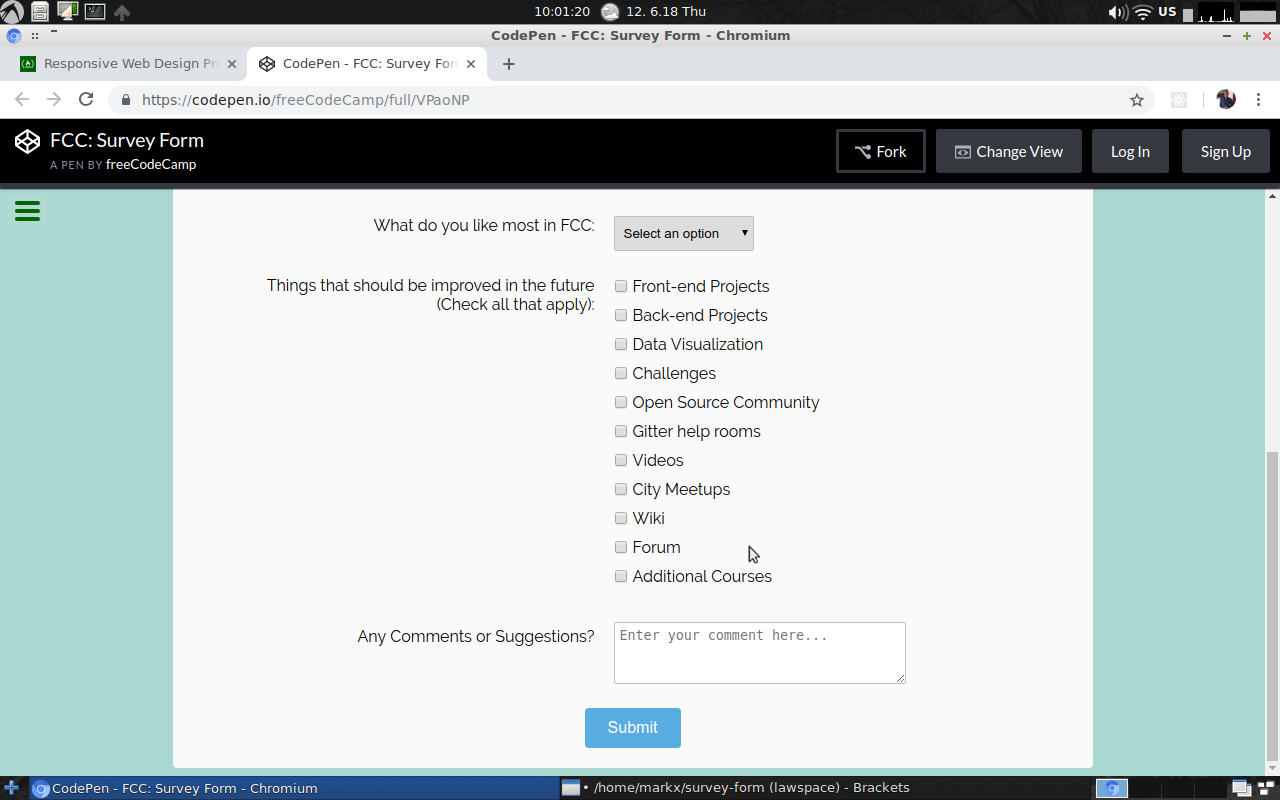 10:01:20 12. 6.18 Thu US
CodePen - FCC: Survey Form - Chromium
Responsive Web Design Pr
CodePen - FCC: Survey For
https://codepen.io/freeCodeCamp/full/VPaoNP
FCC: Survey Form
A PEN BY freeCodeCamp
Fork
Change View
Log In
Sign Up
What do you like most in FCC:
Select an option
Things that should be improved in the future
(Check all that apply):
Front-end Projects
Back-end Projects
Data Visualization
Challenges
Open Source Community
Gitter help rooms
Videos
City Meetups
Wiki
Forum
Additional Courses
Any Comments or Suggestions?
Enter your comment here...
Submit
CodePen - FCC: Survey Form - Chromium
• /home/markx/survey-form (lawspace) - Brackets